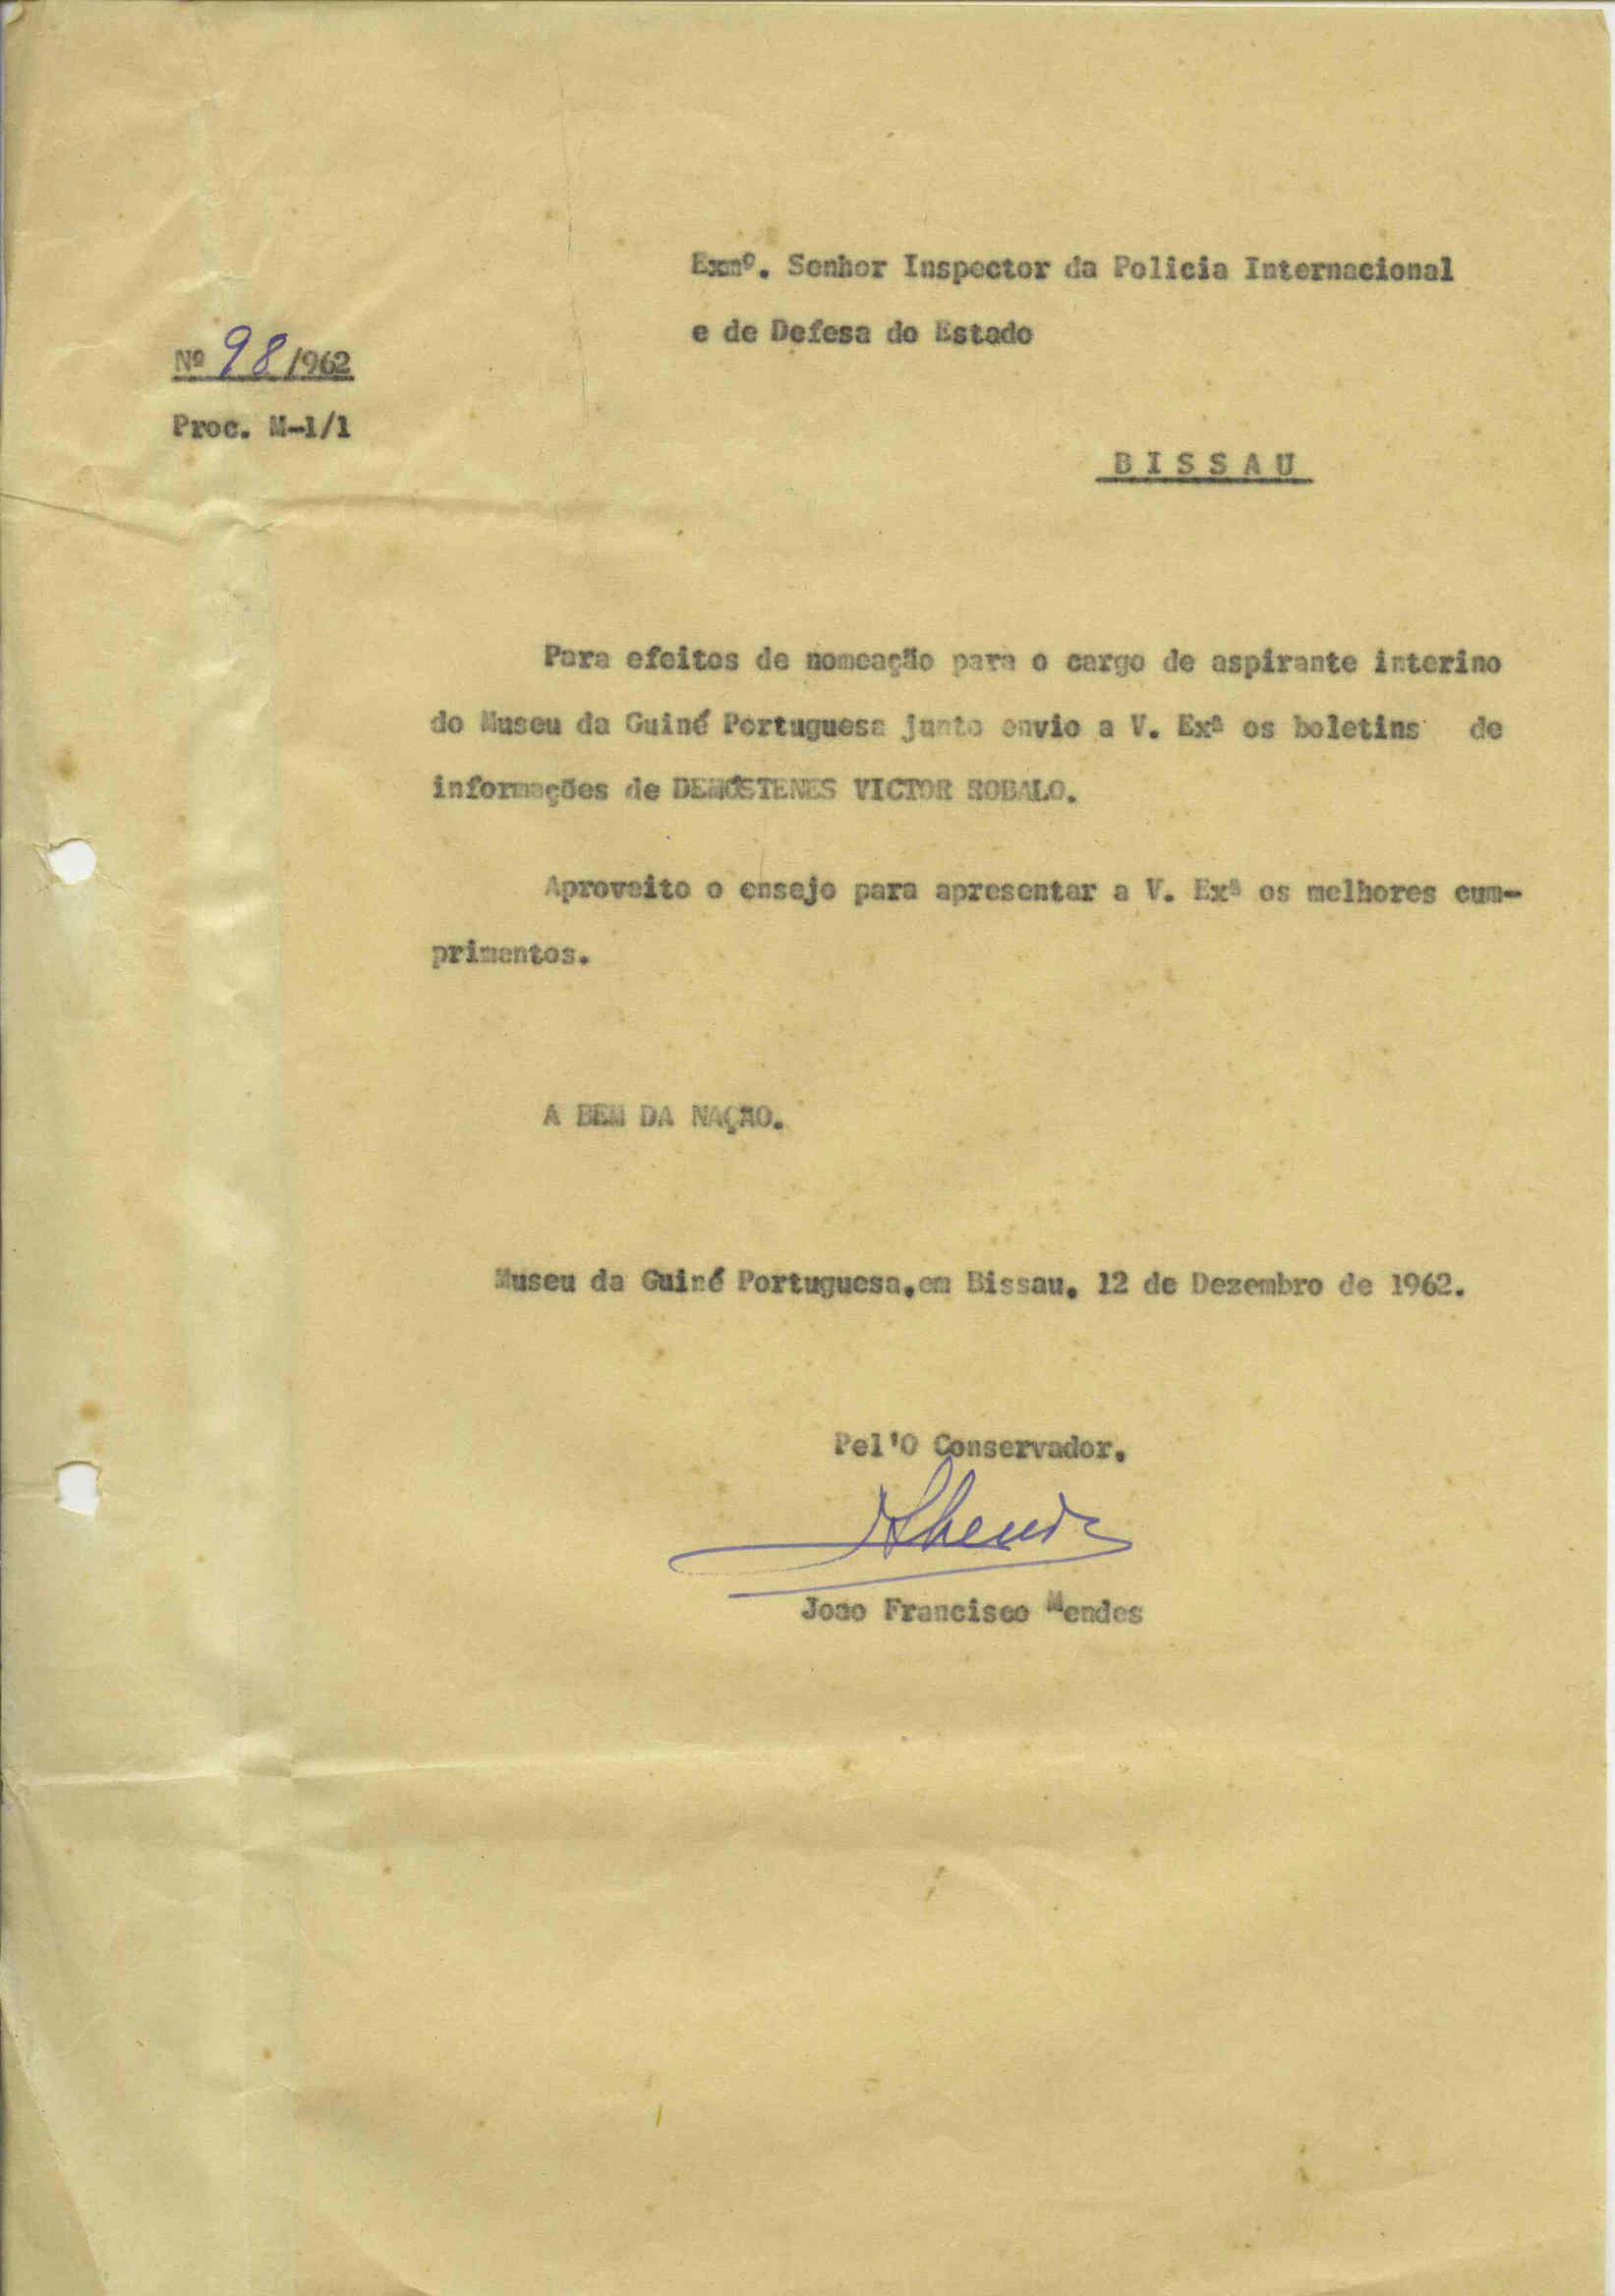 Exmº. Senhor Inspector da Policia Internacional
e de Defesa do Estado
Nº 98/962
Proc. M-1/1
BISSAU
Para efeitos de nomeação para o cargo de aspirante interino
do Museu da Guiné Portuguesa junto envio a V. Exª os boletins de
informações de DEMÓSTENES VICTOR ROBALO.
Aproveito o ensejo para apresentar a V. Exª os melhores cum-
primentos.
A BEM DA NAÇÃO.
Museu da Guiné Portuguesa,em Bissau, 12 de Dezembro de 1962.
Pel'O Conservador,
Joao Francisco Mendes